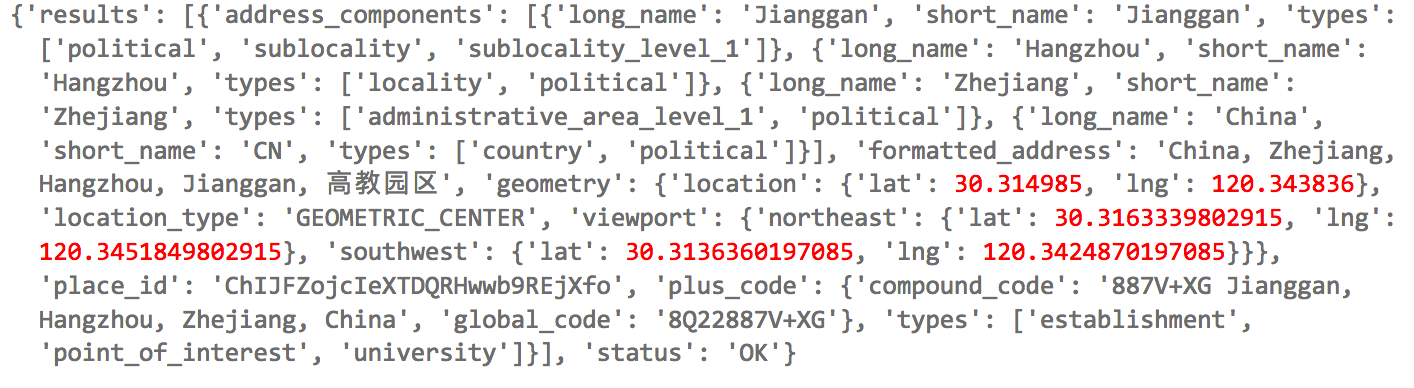 {'results': [{'address_components': [{'long_name': 'Jianggan', 'short_name': 'Jianggan', 'types':
['political', 'sublocality', 'sublocality_level_1']}, {'long_name': 'Hangzhou', 'short_name':
'Hangzhou', 'types': ['locality', 'political']}, {'long_name': 'Zhejiang', 'short_name':
'Zhejiang', 'types': ['administrative_area_level_1', 'political']}, {'long_name': 'China',
'short_name': 'CN', 'types': ['country', 'political']}], 'formatted_address': 'China, Zhejiang,
Hangzhou, Jianggan, 高教园区', 'geometry': {'location': {'lat': 30.314985, 'lng': 120.343836},
'location_type': 'GEOMETRIC_CENTER', 'viewport': {'northeast': {'lat': 30.3163339802915, 'lng':
120.3451849802915}, 'southwest': {'lat': 30.3136360197085, 'lng': 120.3424870197085}}},
'place_id': 'ChIJFZojcIeXTDQRHwwb9REjXfo', 'plus_code': {'compound_code': '887V+XG Jianggan,
Hangzhou, Zhejiang, China', 'global_code': '8Q22887V+XG'}, 'types': ['establishment',
'point_of_interest', 'university']}], 'status': 'OK'}